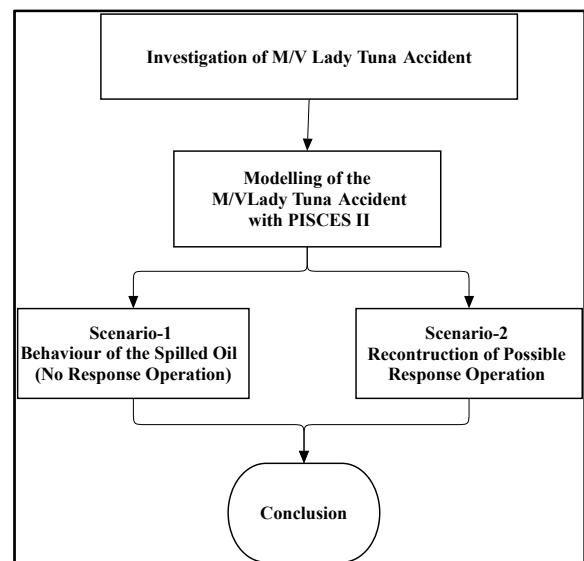 Investigation of M/V Lady Tuna Accident
Modelling of the
M/VLady Tuna Accident
with PISCES II
Scenario-1
Behaviour of the Spilled Oil
(No Response Operation)
Scenario-2
Recontruction of Possible
Response Operation
Conclusion